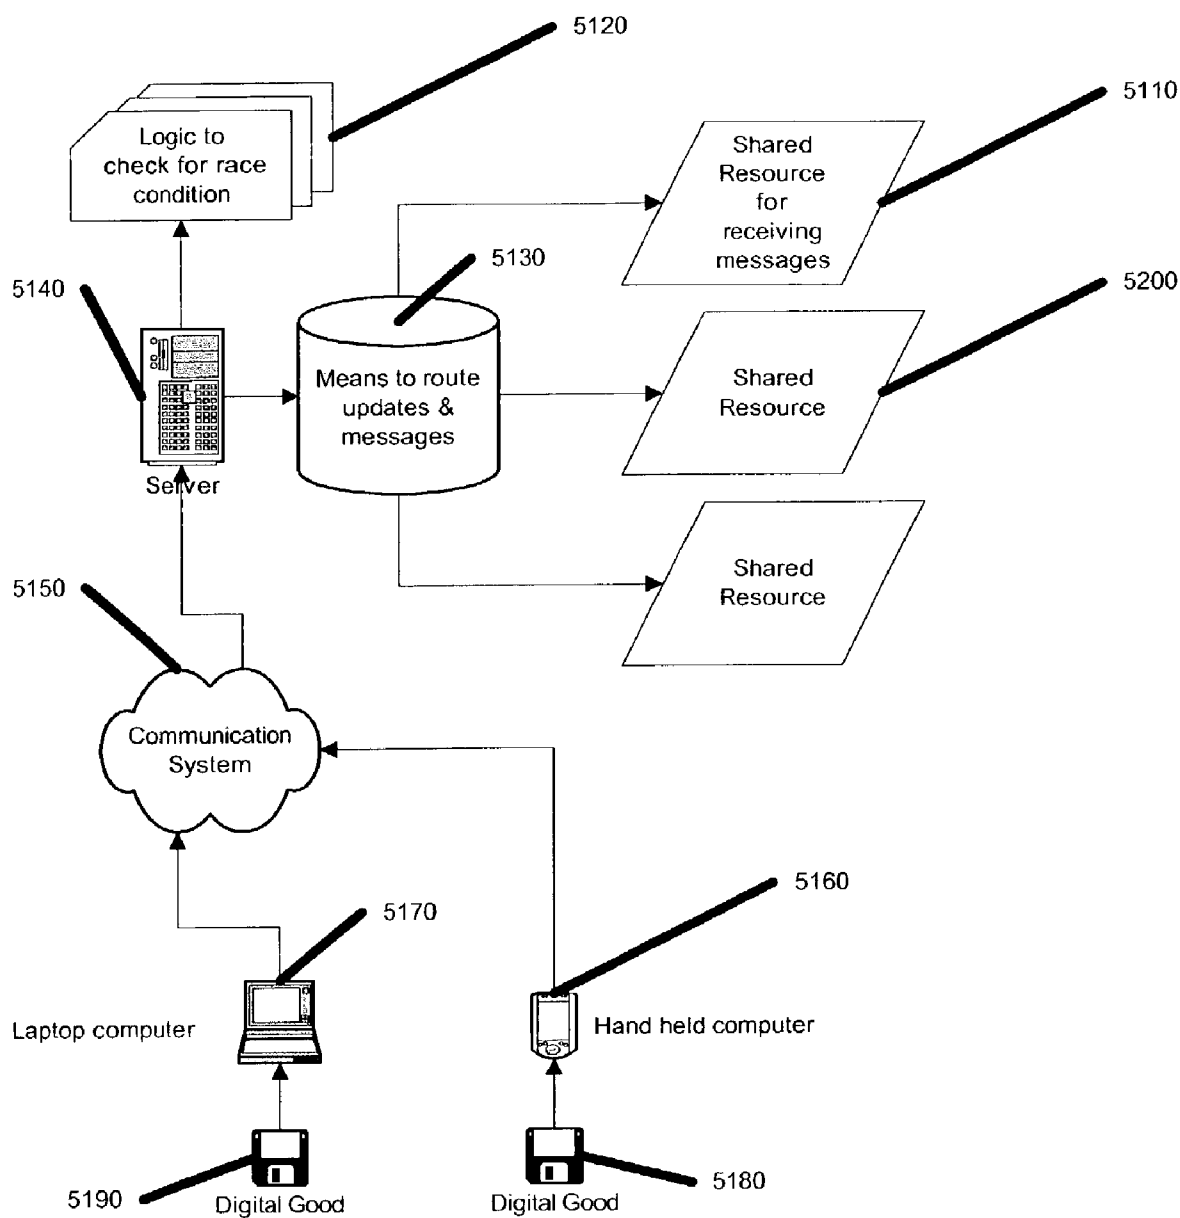 5120
5110
Logic to
check for race
condition
Shared
Resource
for
receiving
messages
5130
5140
5200
Means to route
updates &
messages
Shared
Resource
Server
5150
Shared
Resource
Communication
System
5160
5170
Laptop computer
Hand held computer
5190
Digital Good
Digital Good
5180